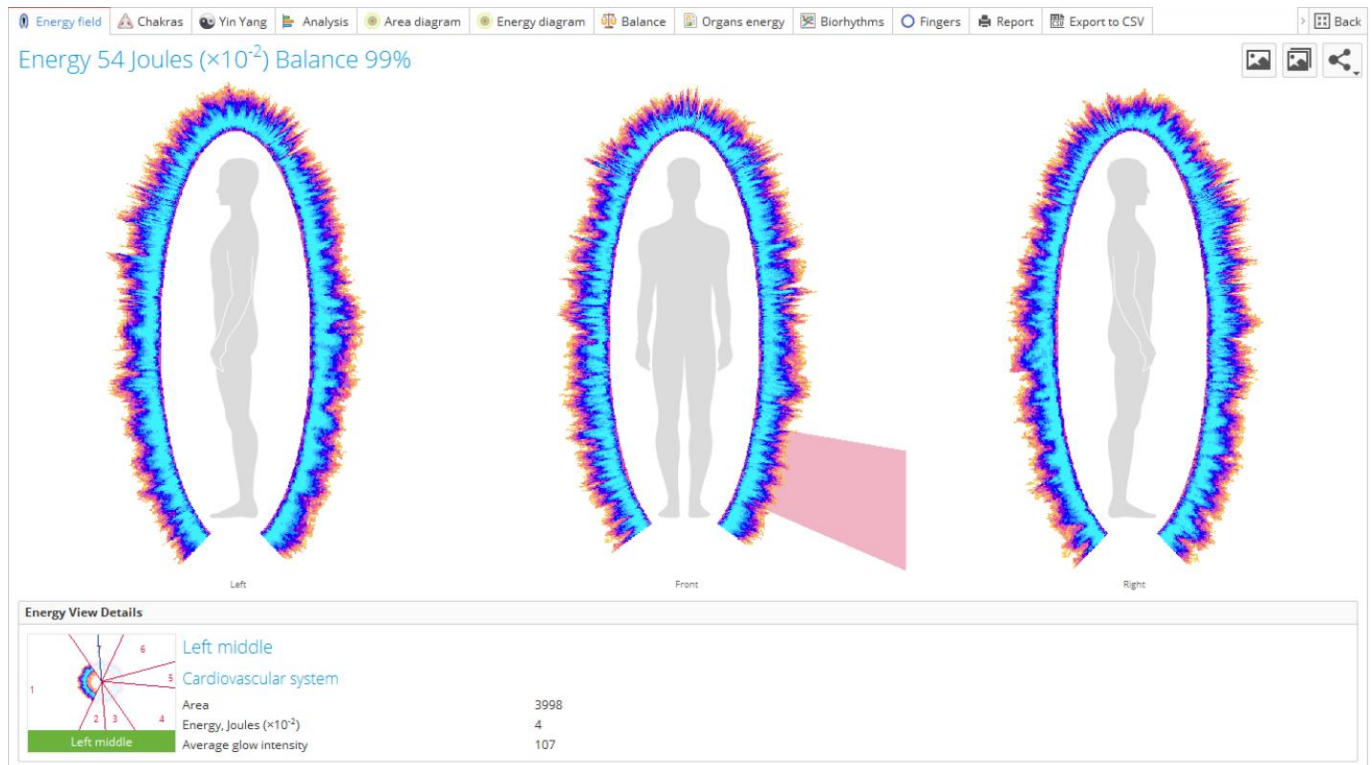 Energy field Chakras Yin Yang Analysis Area diagram Energy diagram Balance Organs energy Biorhythms Fingers Report Export to CSV Back
Energy 54 Joules (×10⁻²) Balance 99%
Left Front Right
Energy View Details
Left middle
Cardiovascular system
Area 3998
Energy, Joules (×10⁻²) 4
Average glow intensity 107
6
5
1
2 3 4
Left middle